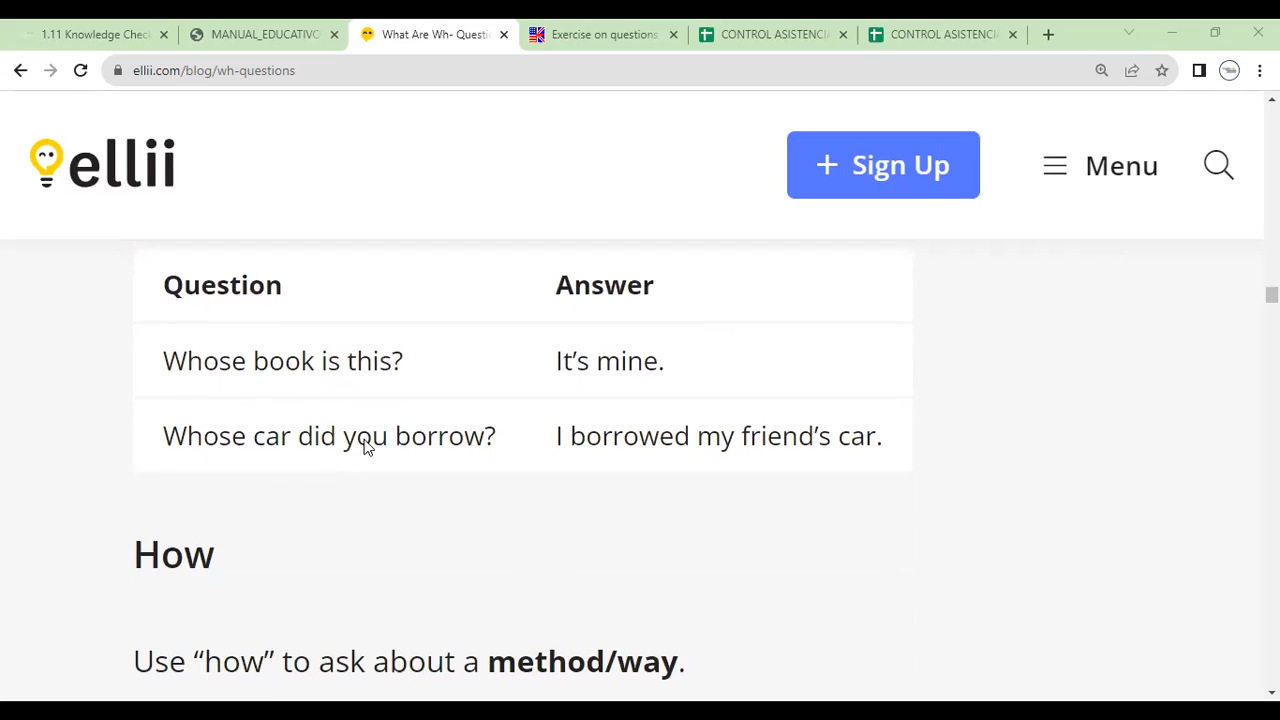 1.11 Knowledge Chec
MANUAL_EDUCATIVO
What Are Wh- Questi
Exercise on questions
CONTROL ASISTENCIA
CONTROL ASISTENCIA
ellii.com/blog/wh-questions
ellii
+ Sign Up
Menu
Question Answer
Whose book is this? It’s mine.
Whose car did you borrow? I borrowed my friend’s car.
How
Use “how” to ask about a method/way.